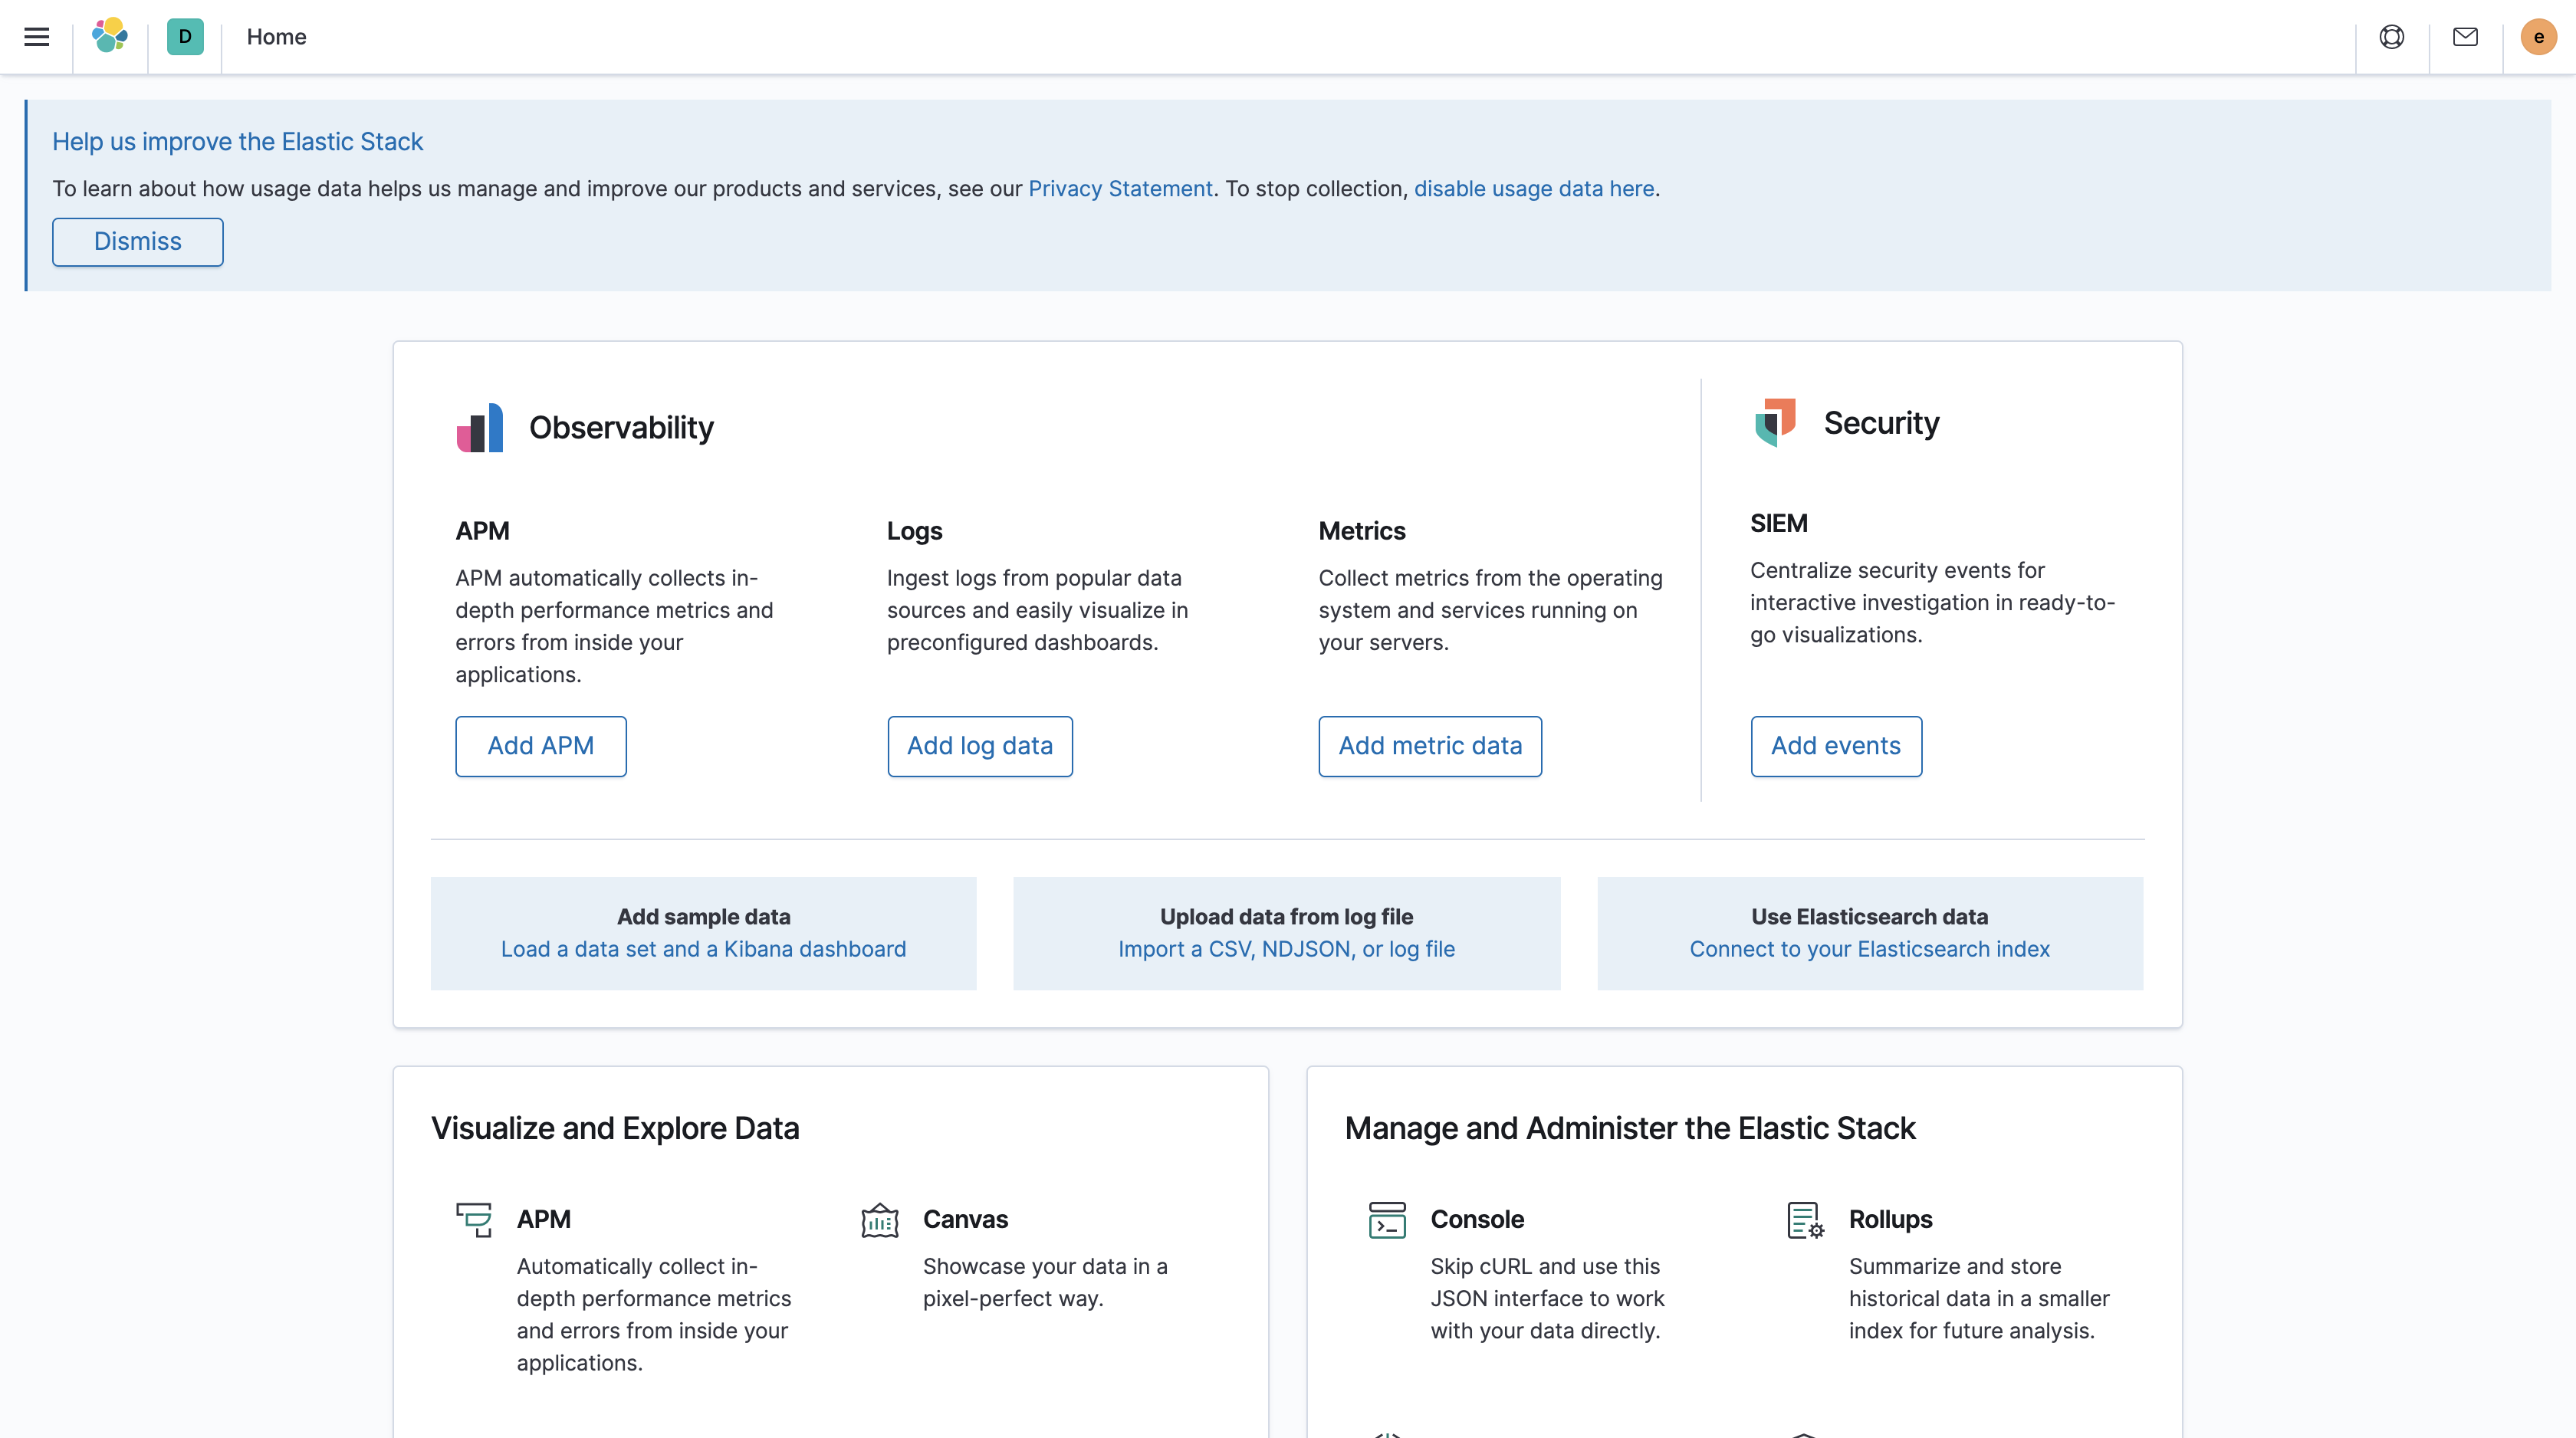 D
Home
e
Help us improve the Elastic Stack
To learn about how usage data helps us manage and improve our products and services, see our Privacy Statement. To stop collection, disable usage data here.
Dismiss
Observability
APM
APM automatically collects in-
depth performance metrics and
errors from inside your
applications.
Add APM
Logs
Ingest logs from popular data
sources and easily visualize in
preconfigured dashboards.
Add log data
Metrics
Collect metrics from the operating
system and services running on
your servers.
Add metric data
Security
SIEM
Centralize security events for
interactive investigation in ready-to-
go visualizations.
Add events
Add sample data
Load a data set and a Kibana dashboard
Upload data from log file
Import a CSV, NDJSON, or log file
Use Elasticsearch data
Connect to your Elasticsearch index
Visualize and Explore Data
APM
Automatically collect in-
depth performance metrics
and errors from inside your
applications.
Canvas
Showcase your data in a
pixel-perfect way.
Manage and Administer the Elastic Stack
Console
Skip cURL and use this
JSON interface to work
with your data directly.
Rollups
Summarize and store
historical data in a smaller
index for future analysis.